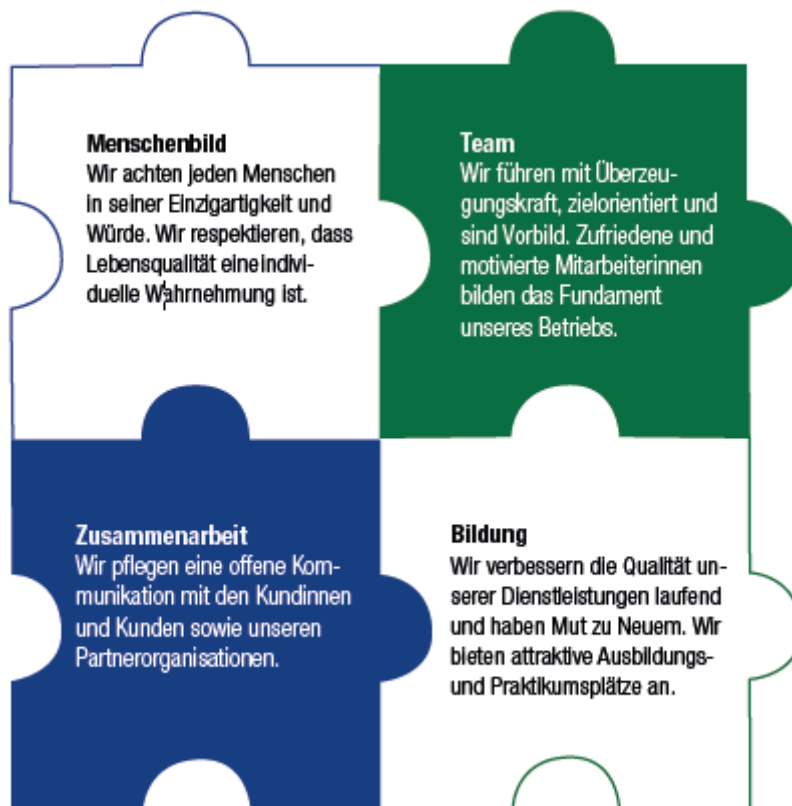 Menschenbild
Wir achten jeden Menschen
in seiner Einzigartigkeit und
Würde. Wir respektieren, dass
Lebensqualität eine indivi-
duelle Wahrnehmung ist.
Team
Wir führen mit Überzeu-
gungskraft, zielorientiert und
sind Vorbild. Zufriedene und
motivierte Mitarbeiterinnen
bilden das Fundament
unseres Betriebs.
Zusammenarbeit
Wir pflegen eine offene Kom-
munikation mit den Kundinnen
und Kunden sowie unseren
Partnerorganisationen.
Bildung
Wir verbessern die Qualität un-
serer Dienstleistungen laufend
und haben Mut zu Neuem. Wir
bieten attraktive Ausbildungs-
und Praktikumsplätze an.